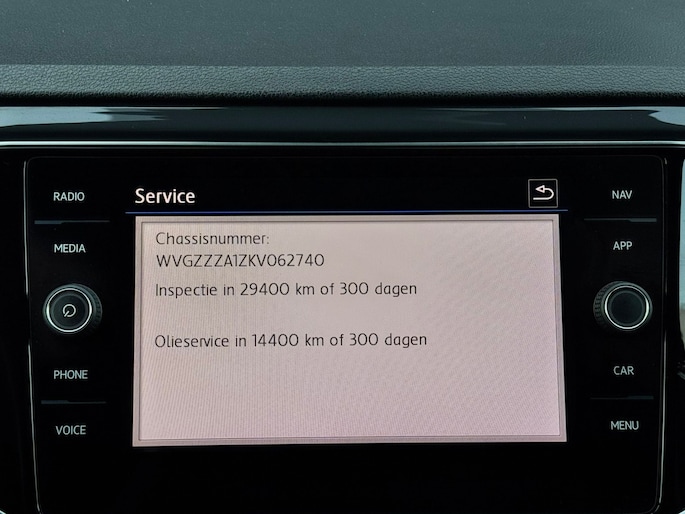 RADIO
Service
NAV
MEDIA
APP
Chassisnummer:
WVGZZZA1ZKV062740
Inspectie in 29400 km of 300 dagen
Olieservice in 14400 km of 300 dagen
PHONE
CAR
VOICE
MENU